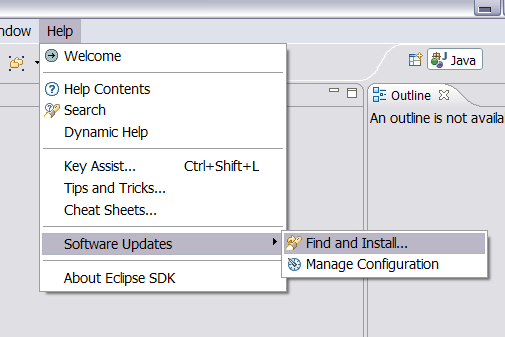 ndow Help
Welcome
Java
Help Contents
Search
Outline
Dynamic Help
An outline is not availa
Key Assist... Ctrl+Shift+L
Tips and Tricks...
Cheat Sheets...
Software Updates
Find and Install...
Manage Configuration
About Eclipse SDK